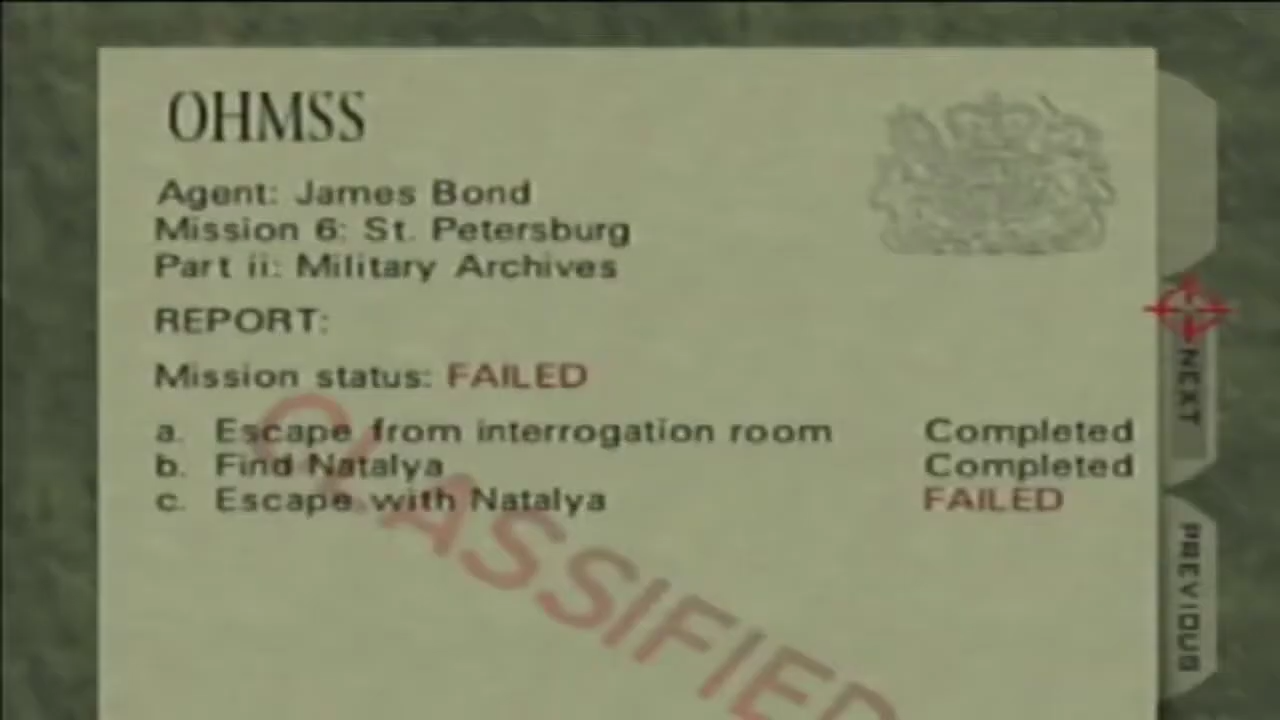 OHMSS
Agent: James Bond
Mission 6: St. Petersburg
Part ii: Military Archives
REPORT:
Mission status: FAILED
a. Escape from interrogation room Completed
b. Find Natalya Completed
c. Escape with Natalya FAILED
CLASSIFIED
NEXT
PREVIOUS